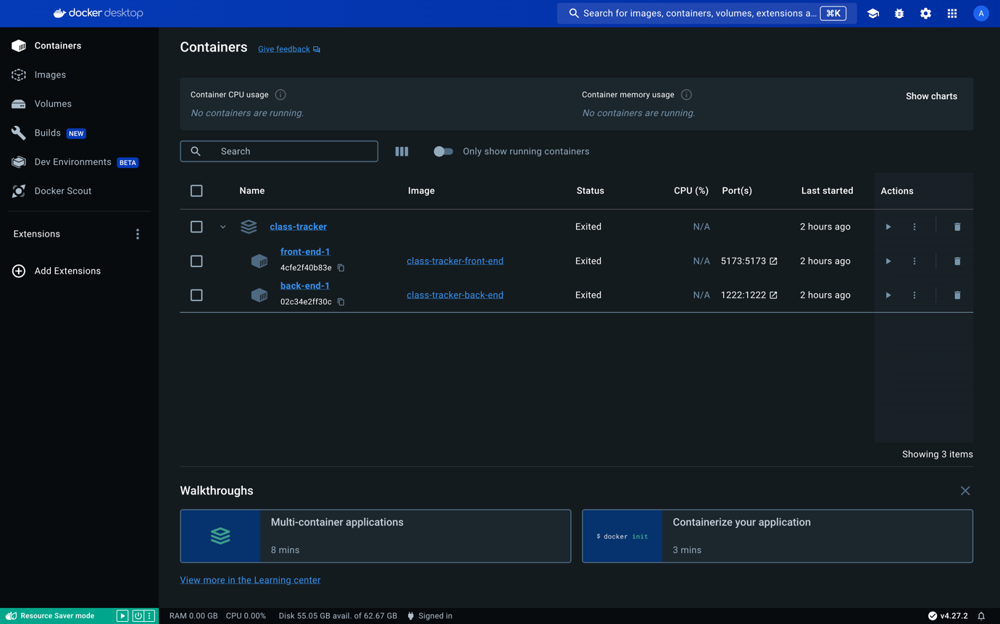 docker desktop
Search for images, containers, volumes, extensions a... ⌘K
A
Containers
Images
Volumes
Builds NEW
Dev Environments BETA
Docker Scout
Extensions
Add Extensions
Containers Give feedback
Container CPU usage
No containers are running.
Container memory usage
No containers are running.
Show charts
Search
Only show running containers
Name Image Status CPU (%) Port(s) Last started Actions
class-tracker Exited N/A 2 hours ago
front-end-1
4cfe2f40b83e
class-tracker-front-end Exited N/A 5173:5173 2 hours ago
back-end-1
02c34e2ff30c
class-tracker-back-end Exited N/A 1222:1222 2 hours ago
Showing 3 items
Walkthroughs
Multi-container applications
8 mins
$ docker init
Containerize your application
3 mins
View more in the Learning center
Resource Saver mode
RAM 0.00 GB CPU 0.00% Disk 55.05 GB avail. of 62.67 GB Signed in
v4.27.2